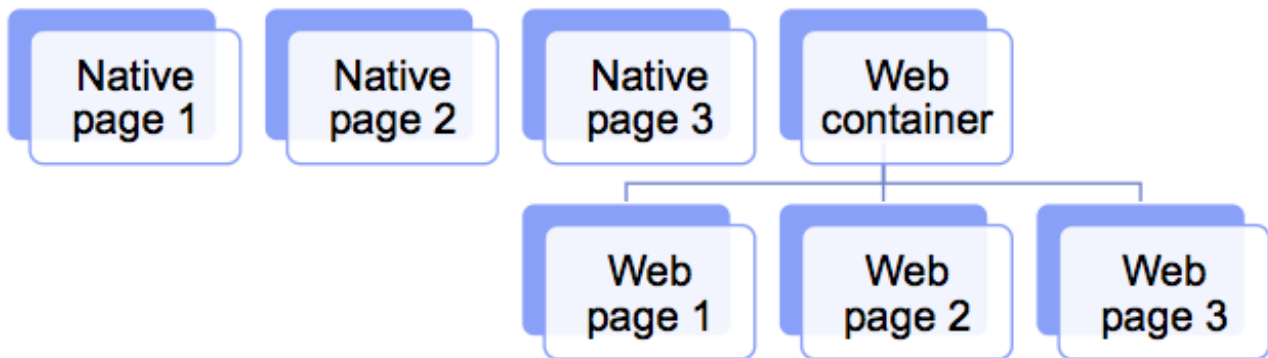 Native
page 1
Native
page 2
Native
page 3
Web
container
Web
page 1
Web
page 2
Web
page 3